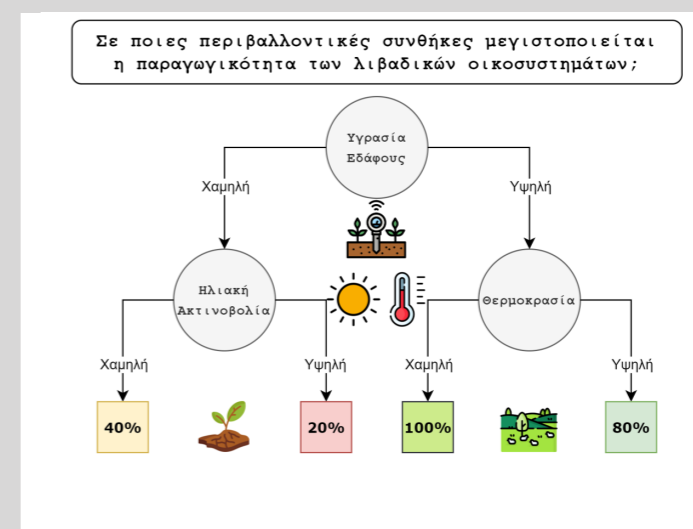 Σε ποιες περιβαλλοντικές συνθήκες μεγιστοποιείται
η παραγωγικότητα των λιβαδικών οικοσυστημάτων;
Υγρασία
Εδάφους
Χαμηλή
Υψηλή
Ηλιακή
Ακτινοβολία
Θερμοκρασία
Χαμηλή
Υψηλή
Χαμηλή
Υψηλή
40%
20%
100%
80%